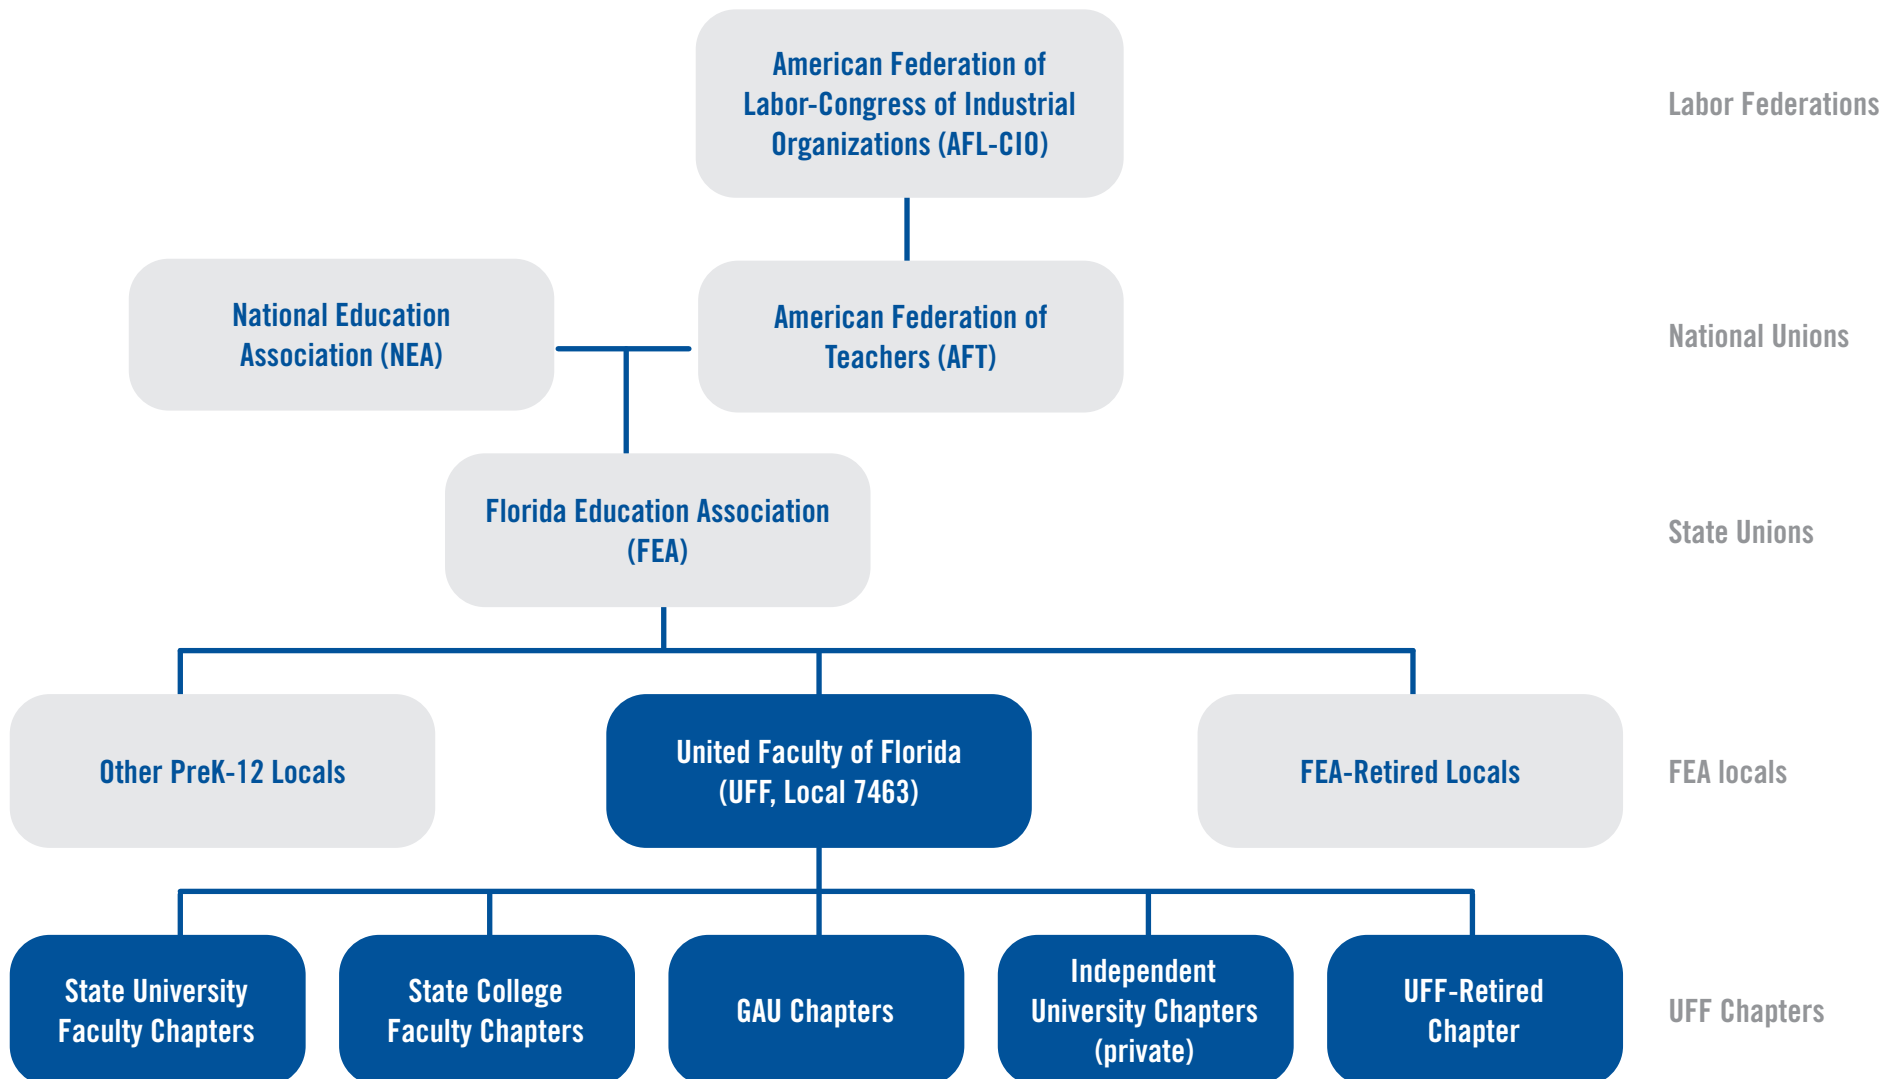 American Federation of
Labor-Congress of Industrial
Organizations (AFL-CIO)
Labor Federations
National Education
Association (NEA)
American Federation of
Teachers (AFT)
National Unions
Florida Education Association
(FEA)
State Unions
Other PreK-12 Locals
United Faculty of Florida
(UFF, Local 7463)
FEA-Retired Locals
FEA locals
State University
Faculty Chapters
State College
Faculty Chapters
GAU Chapters
Independent
University Chapters
(private)
UFF-Retired
Chapter
UFF Chapters